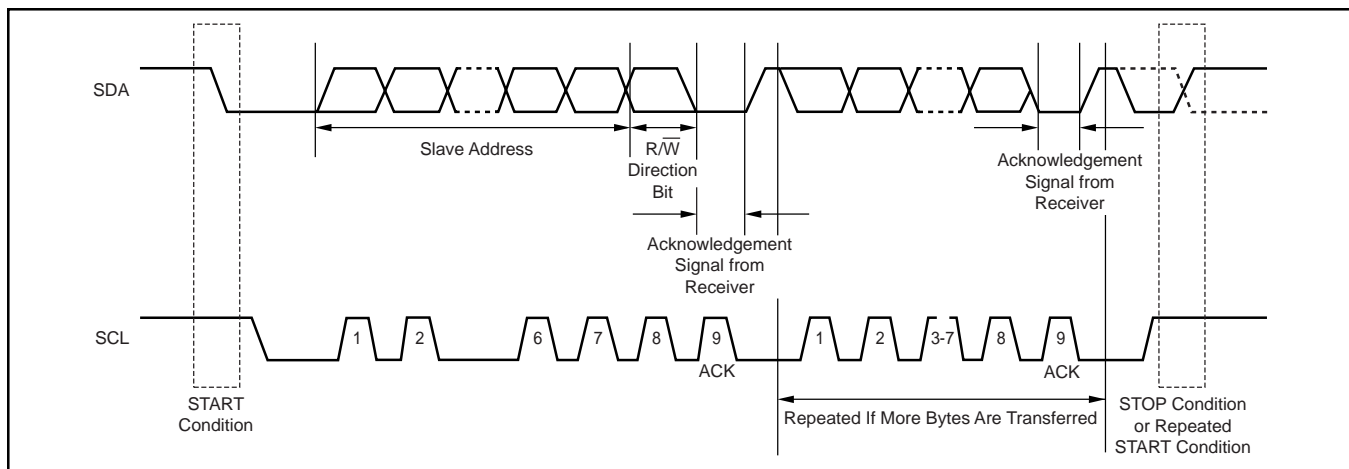 SDA
Slave Address
R/W̅
Direction
Bit
Acknowledgement
Signal from
Receiver
Acknowledgement
Signal from
Receiver
SCL
1
2
6
7
8
9
ACK
1
2
3-7
8
9
ACK
START
Condition
Repeated If More Bytes Are Transferred
STOP Condition
or Repeated
START Condition